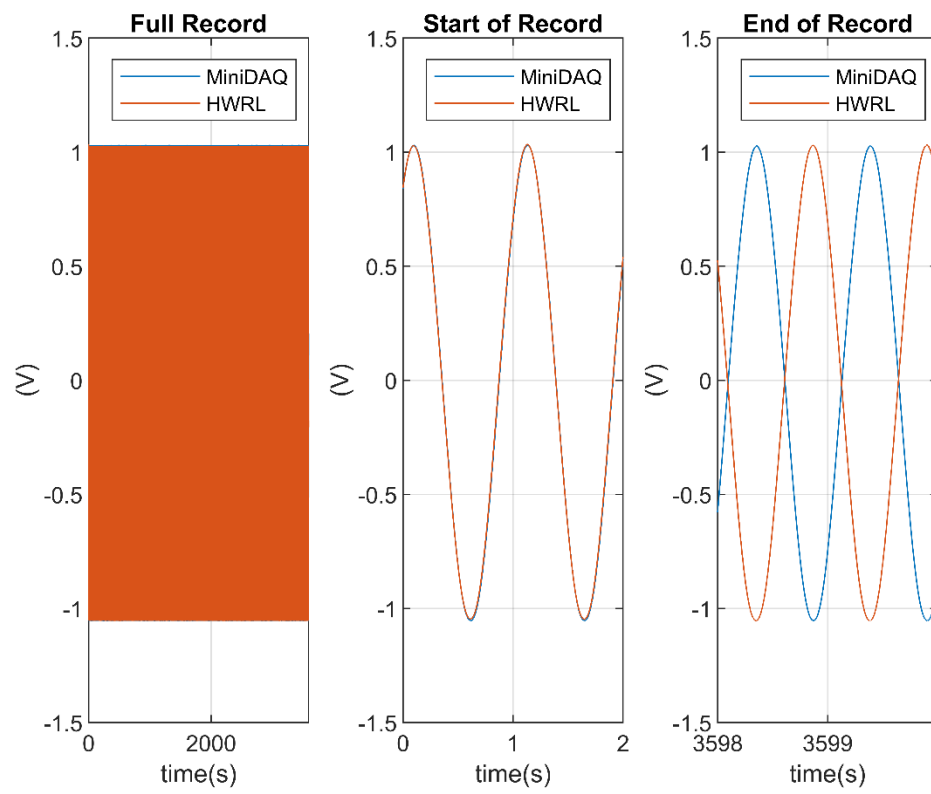 Full Record
1.5
1
0.5
0
-0.5
-1
-1.5
(V)
MiniDAQ
HWRL
0
2000
time(s)
Start of Record
1.5
1
0.5
0
-0.5
-1
-1.5
(V)
MiniDAQ
HWRL
0
1
2
time(s)
End of Record
1.5
1
0.5
0
-0.5
-1
-1.5
(V)
MiniDAQ
HWRL
3598
3599
time(s)